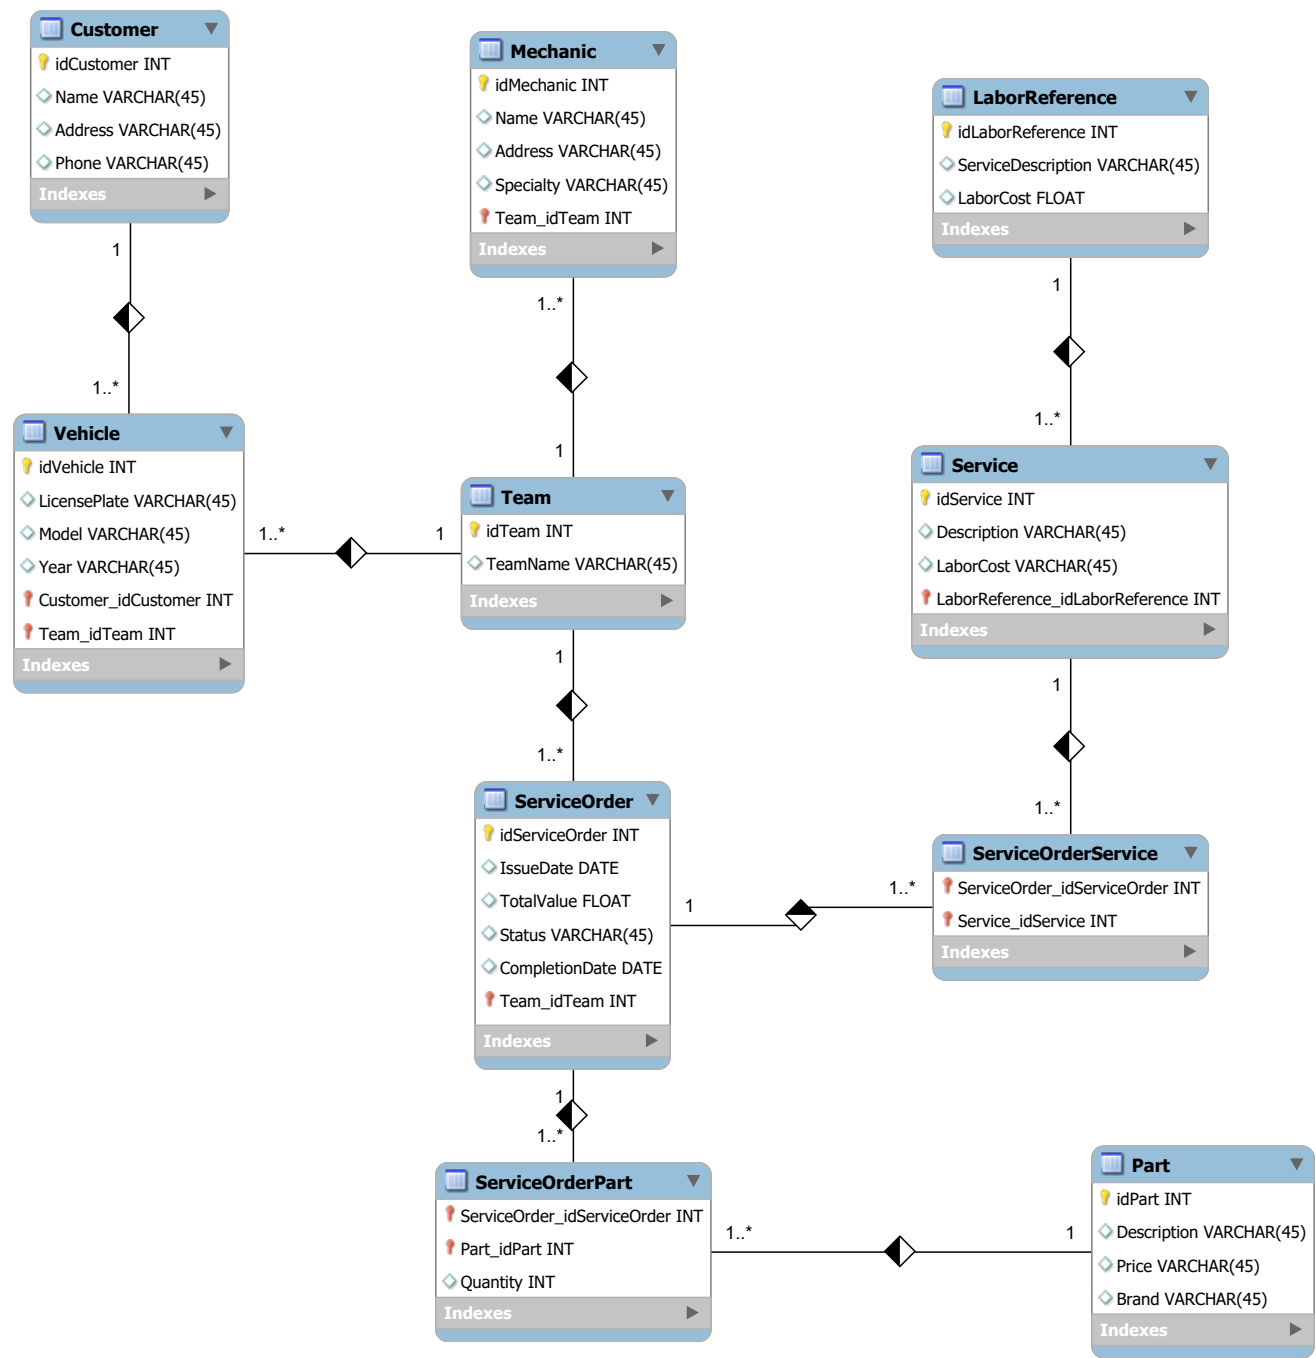 Customer
idCustomer INT
Name VARCHAR(45)
Address VARCHAR(45)
Phone VARCHAR(45)
Indexes
1
1..*
Mechanic
idMechanic INT
Name VARCHAR(45)
Address VARCHAR(45)
Specialty VARCHAR(45)
Team_idTeam INT
Indexes
1..*
1
LaborReference
idLaborReference INT
ServiceDescription VARCHAR(45)
LaborCost FLOAT
Indexes
1
1..*
Vehicle
idVehicle INT
LicensePlate VARCHAR(45)
Model VARCHAR(45)
Year VARCHAR(45)
Customer_idCustomer INT
Team_idTeam INT
Indexes
1..*
1
Team
idTeam INT
TeamName VARCHAR(45)
Indexes
1
1..*
Service
idService INT
Description VARCHAR(45)
LaborCost VARCHAR(45)
LaborReference_idLaborReference INT
Indexes
1
1..*
ServiceOrder
idServiceOrder INT
IssueDate DATE
TotalValue FLOAT
Status VARCHAR(45)
CompletionDate DATE
Team_idTeam INT
Indexes
1
1..*
ServiceOrderService
ServiceOrder_idServiceOrder INT
Service_idService INT
Indexes
1
1..*
ServiceOrderPart
ServiceOrder_idServiceOrder INT
Part_idPart INT
Quantity INT
Indexes
1..*
1
Part
idPart INT
Description VARCHAR(45)
Price VARCHAR(45)
Brand VARCHAR(45)
Indexes